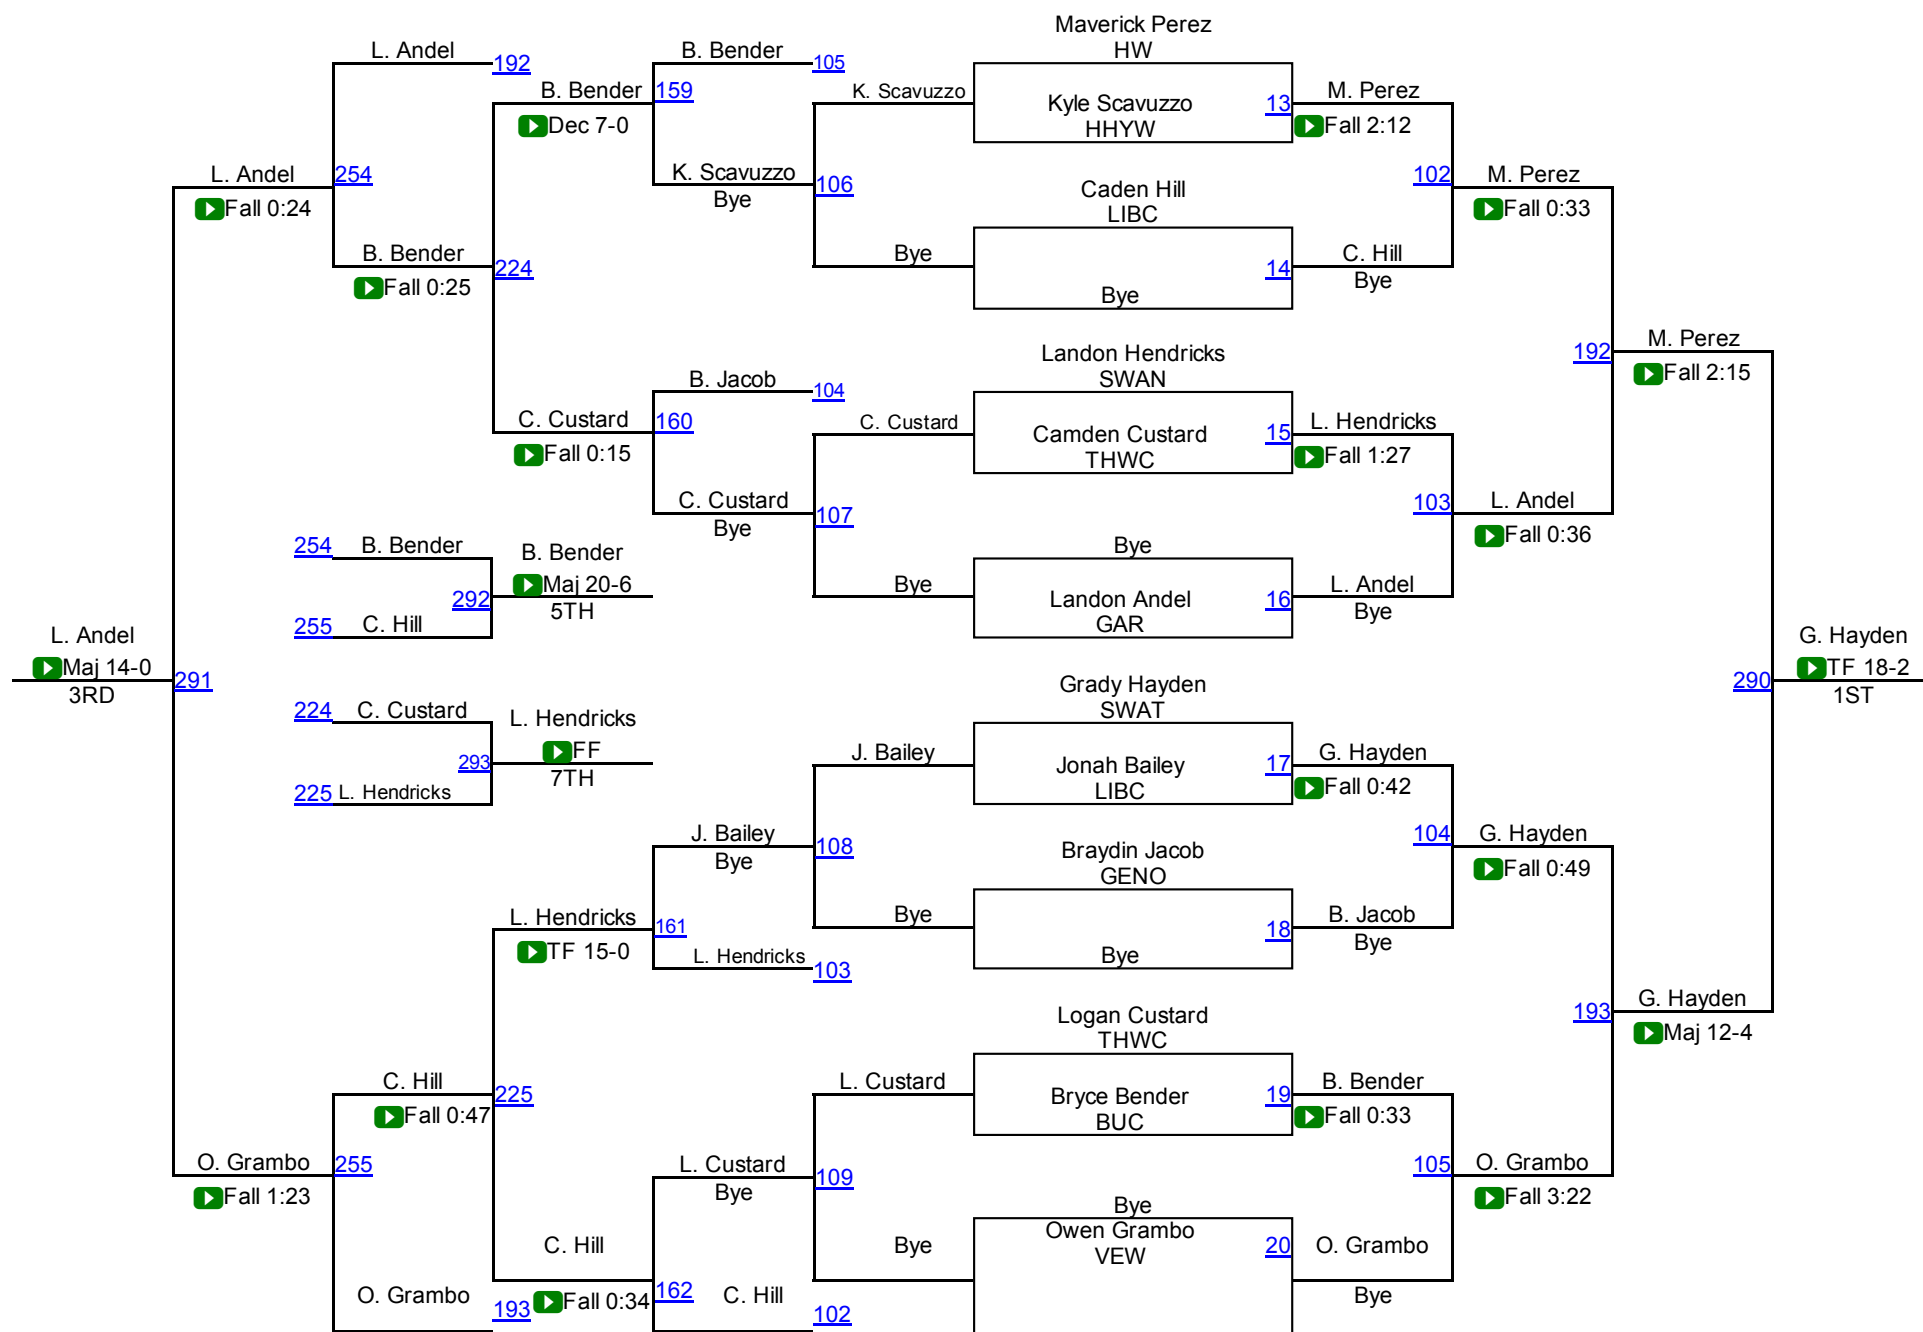 Maverick Perez
HW
L. Andel
192
B. Bender
105
B. Bender
159
Dec 7-0
K. Scavuzzo
Kyle Scavuzzo
HHYW
13
M. Perez
Fall 2:12
L. Andel
254
Fall 0:24
K. Scavuzzo
Bye
106
Caden Hill
LIBC
102
M. Perez
Fall 0:33
B. Bender
224
Fall 0:25
Bye
Bye
14
C. Hill
Bye
192
M. Perez
Fall 2:15
Landon Hendricks
SWAN
B. Jacob
104
C. Custard
160
Fall 0:15
C. Custard
Camden Custard
THWC
15
L. Hendricks
Fall 1:27
C. Custard
Bye
107
103
L. Andel
Fall 0:36
254
B. Bender
B. Bender
Maj 20-6
292
5TH
255
C. Hill
Bye
Bye
Landon Andel
GAR
16
L. Andel
Bye
L. Andel
Maj 14-0
3RD
291
G. Hayden
TF 18-2
290
1ST
224
C. Custard
L. Hendricks
FF
293
7TH
225
L. Hendricks
Grady Hayden
SWAT
J. Bailey
Jonah Bailey
LIBC
17
G. Hayden
Fall 0:42
J. Bailey
Bye
108
Braydin Jacob
GENO
104
G. Hayden
Fall 0:49
L. Hendricks
161
TF 15-0
Bye
Bye
18
B. Jacob
Bye
L. Hendricks
103
193
G. Hayden
Maj 12-4
Logan Custard
THWC
C. Hill
225
Fall 0:47
L. Custard
Bryce Bender
BUC
19
B. Bender
Fall 0:33
O. Grambo
255
Fall 1:23
L. Custard
Bye
109
105
O. Grambo
Fall 3:22
Bye
Owen Grambo
VEW
C. Hill
Bye
20
O. Grambo
Bye
O. Grambo
193
Fall 0:34
162
C. Hill
102